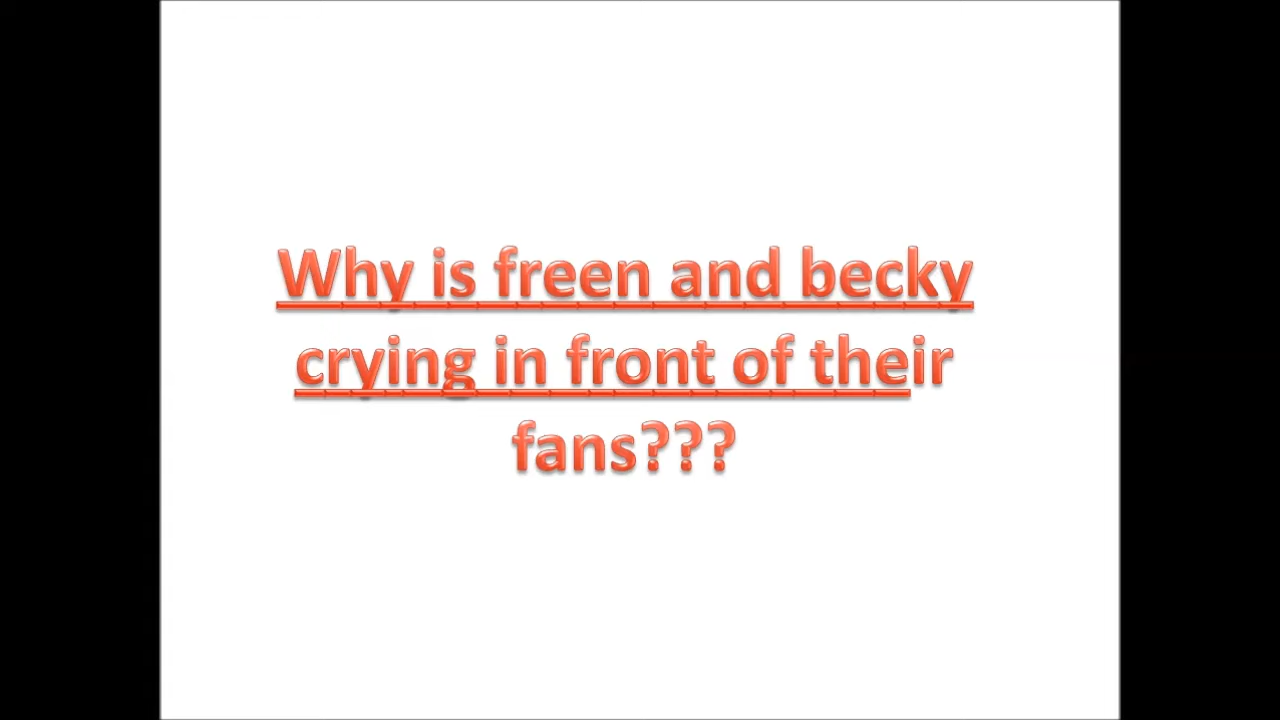 Why is freen and becky
crying in front of their
fans???